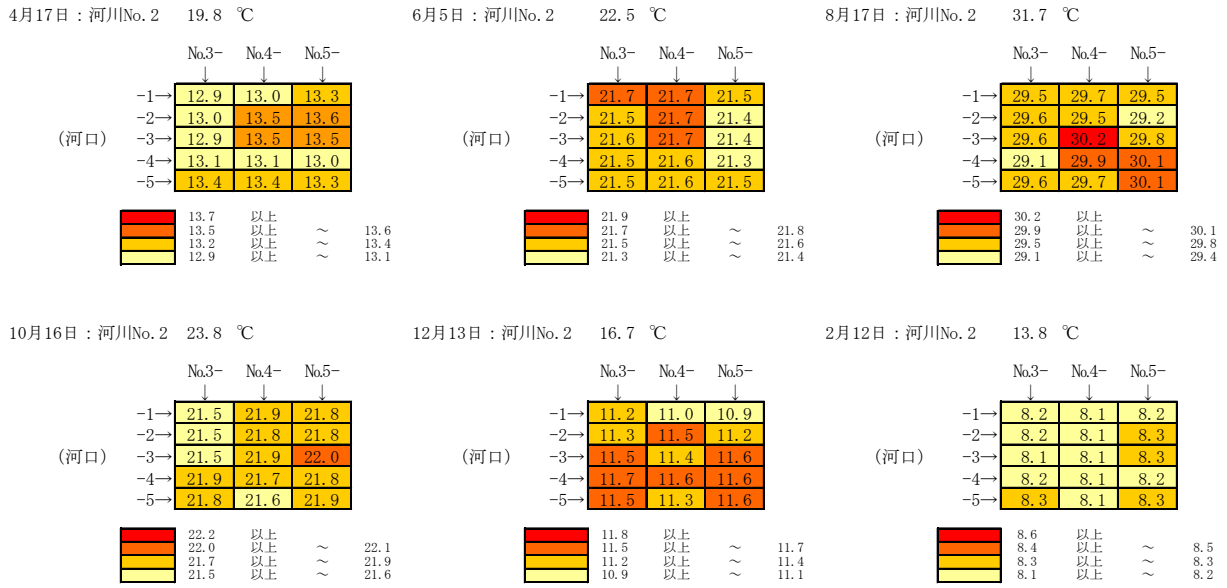 4月17日：河川No.2 19.8 ℃
№3- №4- №5-
↓ ↓ ↓
-1→ 12.9 13.0 13.3
-2→ 13.0 13.5 13.6
(河口) -3→ 12.9 13.5 13.5
-4→ 13.1 13.1 13.0
-5→ 13.4 13.4 13.3
13.7 以上
13.5 以上 ～ 13.6
13.2 以上 ～ 13.4
12.9 以上 ～ 13.1
6月5日：河川No.2 22.5 ℃
№3- №4- №5-
↓ ↓ ↓
-1→ 21.7 21.7 21.5
-2→ 21.5 21.7 21.4
(河口) -3→ 21.6 21.7 21.4
-4→ 21.5 21.6 21.3
-5→ 21.5 21.6 21.5
21.9 以上
21.7 以上 ～ 21.8
21.5 以上 ～ 21.6
21.3 以上 ～ 21.4
8月17日：河川No.2 31.7 ℃
№3- №4- №5-
↓ ↓ ↓
-1→ 29.5 29.7 29.5
-2→ 29.6 29.5 29.2
(河口) -3→ 29.6 30.2 29.8
-4→ 29.1 29.9 30.1
-5→ 29.6 29.7 30.1
30.2 以上
29.9 以上 ～ 30.1
29.5 以上 ～ 29.8
29.1 以上 ～ 29.4
10月16日：河川No.2 23.8 ℃
№3- №4- №5-
↓ ↓ ↓
-1→ 21.5 21.9 21.8
-2→ 21.5 21.8 21.8
(河口) -3→ 21.5 21.9 22.0
-4→ 21.9 21.7 21.8
-5→ 21.8 21.6 21.9
22.2 以上
22.0 以上 ～ 22.1
21.7 以上 ～ 21.9
21.5 以上 ～ 21.6
12月13日：河川No.2 16.7 ℃
№3- №4- №5-
↓ ↓ ↓
-1→ 11.2 11.0 10.9
-2→ 11.3 11.5 11.2
(河口) -3→ 11.5 11.4 11.6
-4→ 11.7 11.6 11.6
-5→ 11.5 11.3 11.6
11.8 以上
11.5 以上 ～ 11.7
11.2 以上 ～ 11.4
10.9 以上 ～ 11.1
2月12日：河川No.2 13.8 ℃
№3- №4- №5-
↓ ↓ ↓
-1→ 8.2 8.1 8.2
-2→ 8.2 8.1 8.3
(河口) -3→ 8.1 8.1 8.3
-4→ 8.2 8.1 8.2
-5→ 8.3 8.1 8.3
8.6 以上
8.4 以上 ～ 8.5
8.3 以上 ～ 8.3
8.1 以上 ～ 8.2